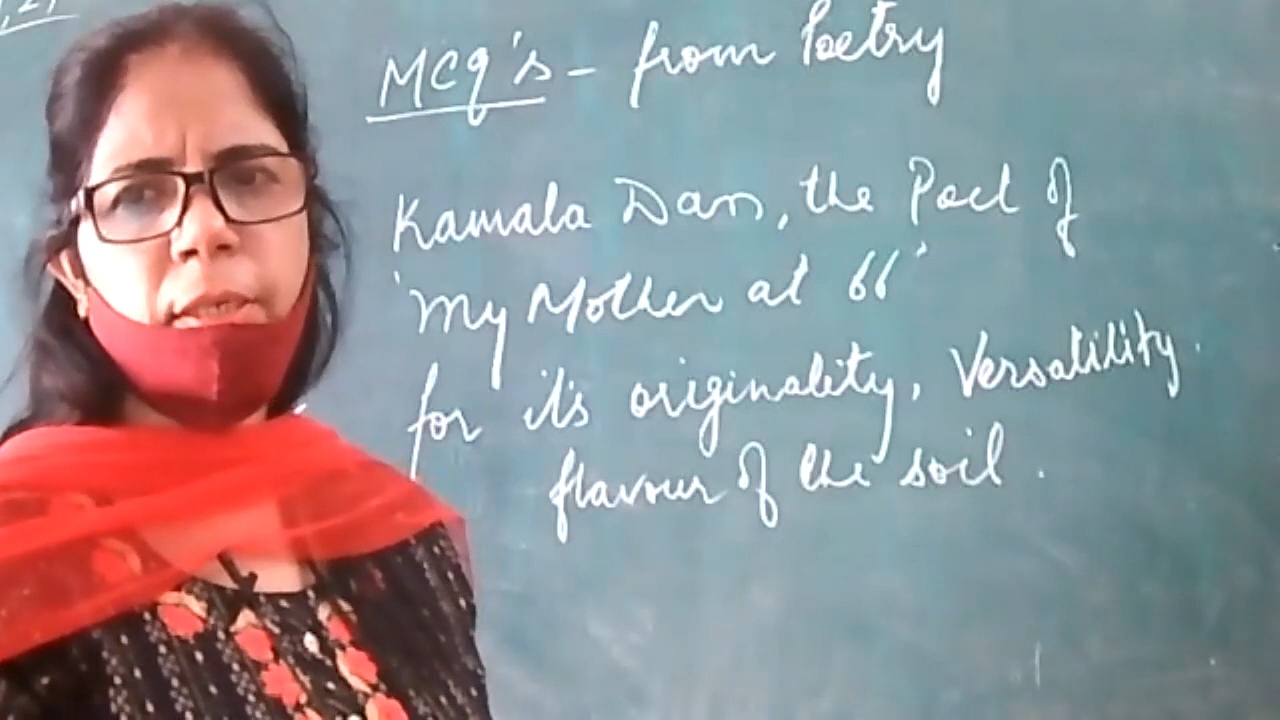 MCQ's - from Poetry
Kamala Das, the Poet of
'My Mother at 66'
for it's originality, Versatility.
flavour of the soil.